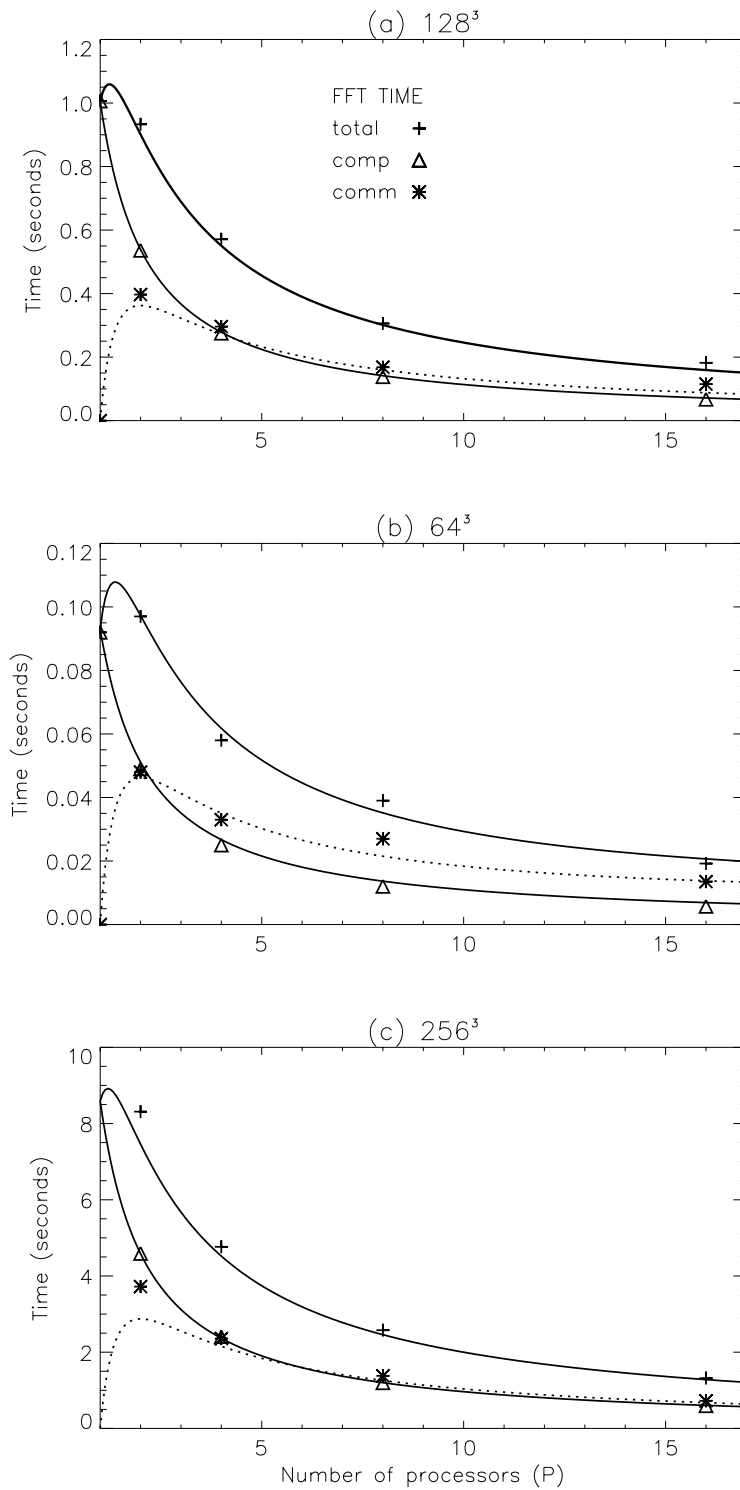 (a) 128³
1.2
1.0
0.8
0.6
0.4
0.2
0.0
Time (seconds)
FFT TIME
total +
comp △
comm ✳
5 10 15
(b) 64³
0.12
0.10
0.08
0.06
0.04
0.02
0.00
Time (seconds)
5 10 15
(c) 256³
10
8
6
4
2
0
Time (seconds)
5 10 15
Number of processors (P)